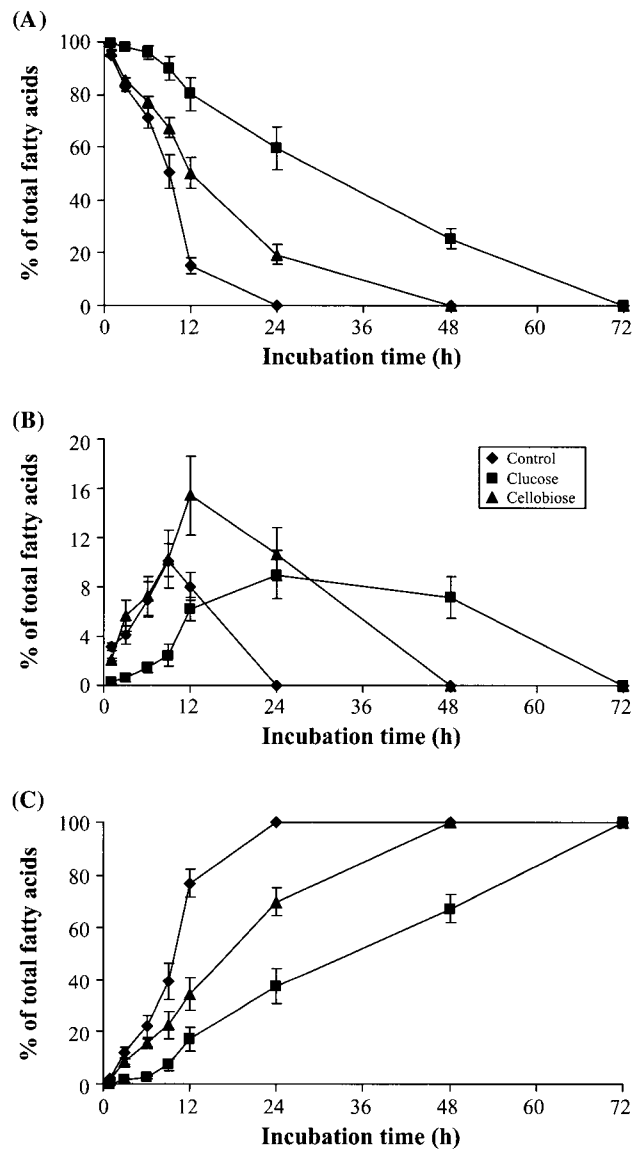 (A)
100
80
60
40
20
0
% of total fatty acids
0 12 24 36 48 60 72
Incubation time (h)
(B)
20
16
12
8
4
0
% of total fatty acids
Control
Clucose
Cellobiose
0 12 24 36 48 60 72
Incubation time (h)
(C)
100
80
60
40
20
0
% of total fatty acids
0 12 24 36 48 60 72
Incubation time (h)